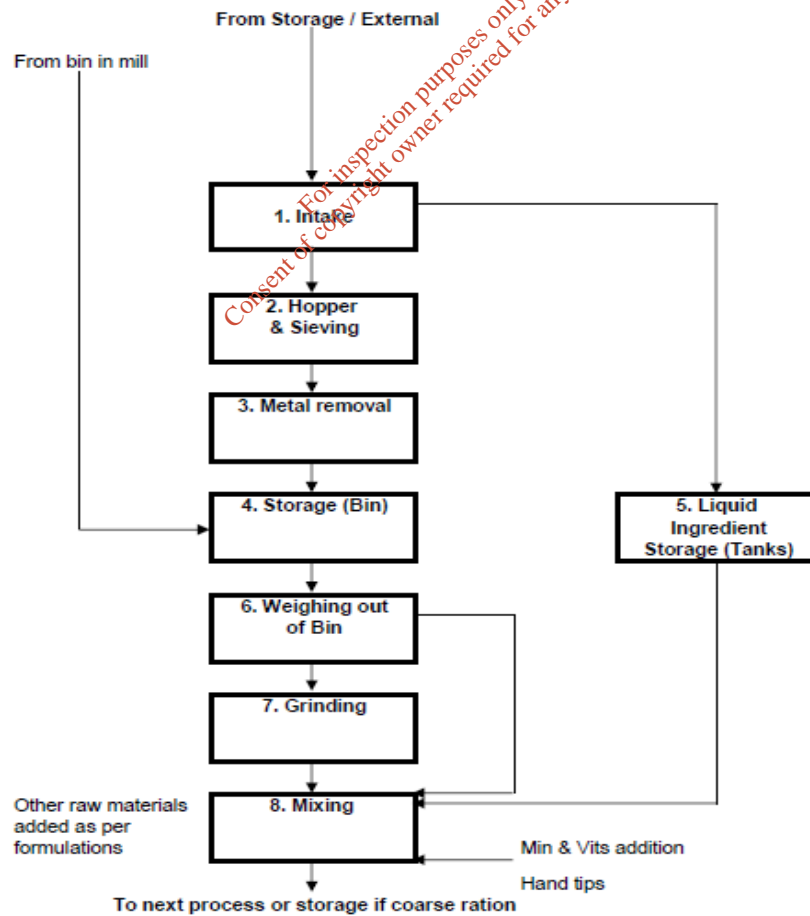 From Storage / External
From bin in mill
For inspection purposes only
Consent of copyright owner required for any
1. Intake
2. Hopper
& Sieving
3. Metal removal
4. Storage (Bin)
5. Liquid
Ingredient
Storage (Tanks)
6. Weighing out
of Bin
7. Grinding
8. Mixing
Other raw materials
added as per
formulations
Min & Vits addition
Hand tips
To next process or storage if coarse ration